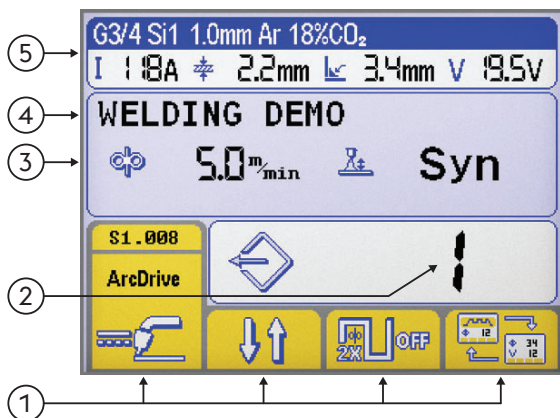 G3/4 Si1 1.0mm Ar 18%CO₂
I 118A 2.2mm 3.4mm V 19.5V
WELDING DEMO
5.0 m/min Syn
S1.008
ArcDrive
1
2X OFF
Φ 12
Φ 34
V 12
5
4
3
2
1